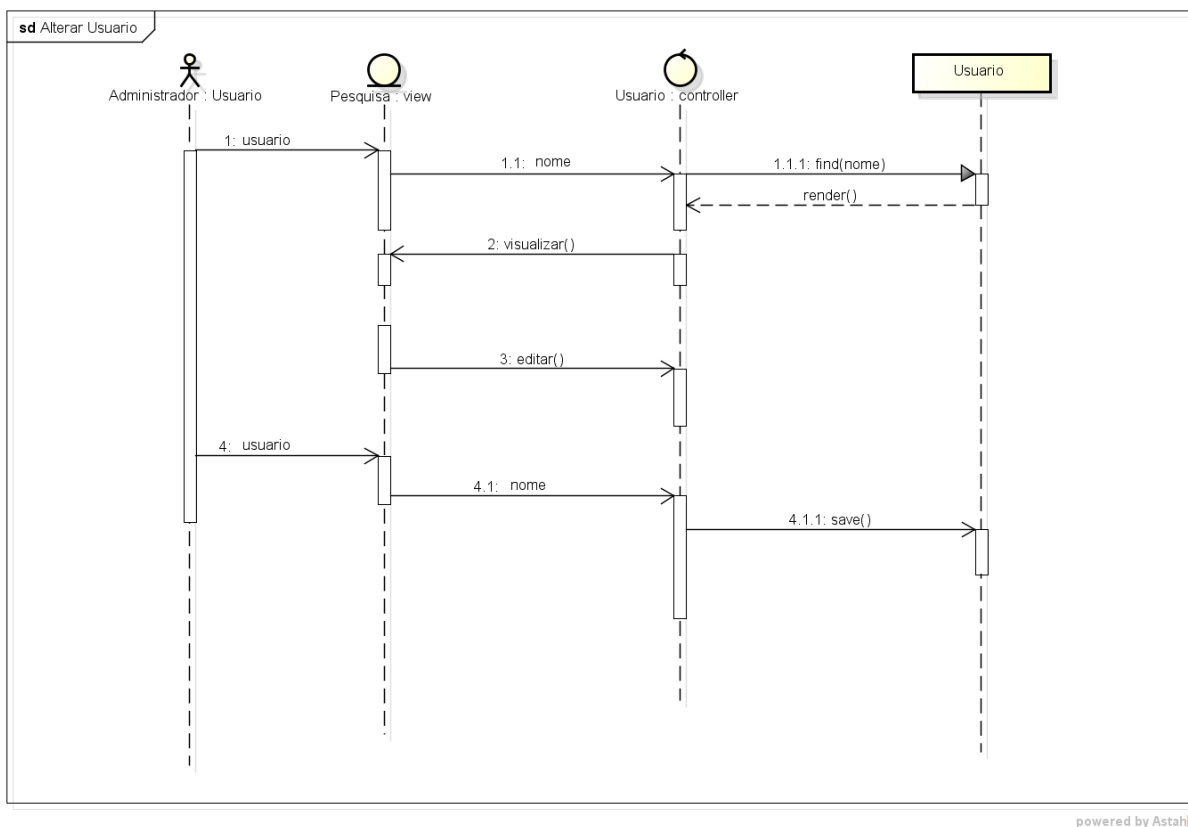 sd Alterar Usuario
Administrador : Usuario
Pesquisa : view
Usuario : controller
Usuario
1: usuario
1.1: nome
1.1.1: find(nome)
render()
2: visualizar()
3: editar()
4: usuario
4.1: nome
4.1.1: save()
powered by Astah